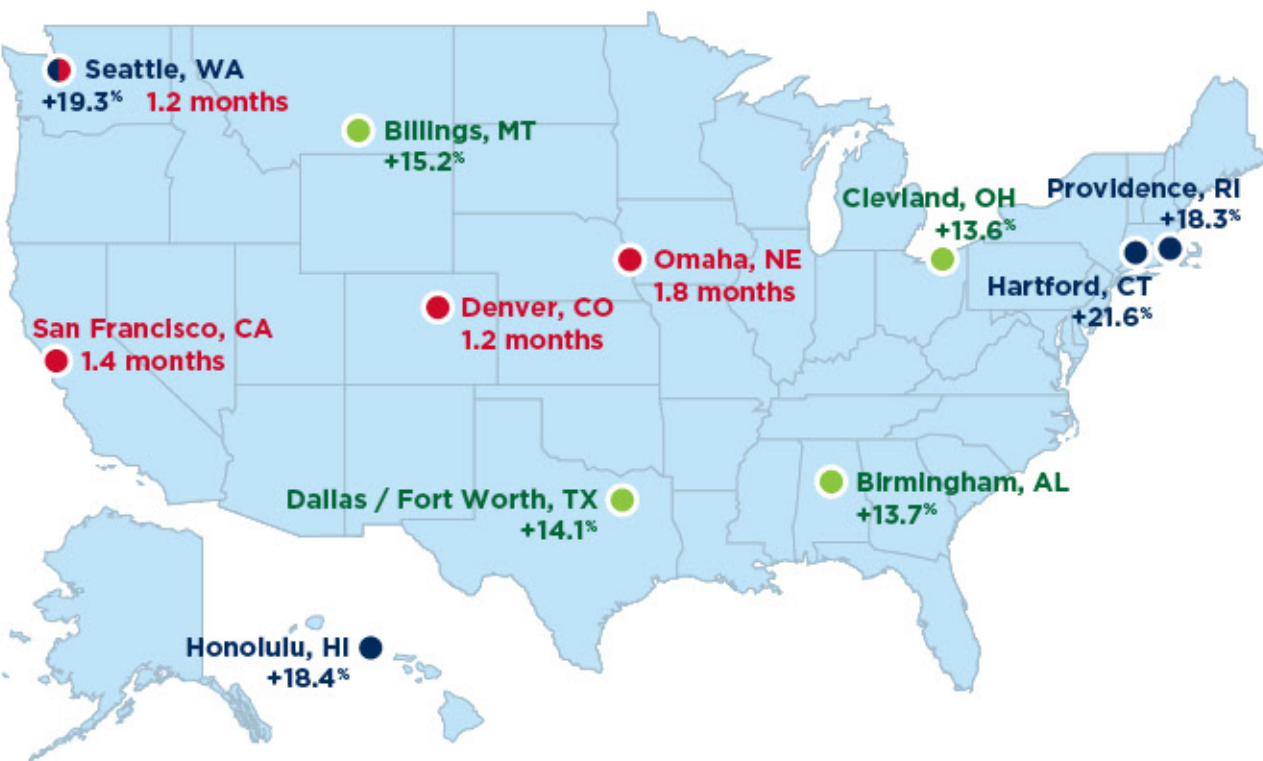 Seattle, WA
+19.3% 1.2 months
Billings, MT
+15.2%
Clevland, OH
+13.6%
Providence, RI
+18.3%
Omaha, NE
1.8 months
Hartford, CT
+21.6%
Denver, CO
1.2 months
San Francisco, CA
1.4 months
Dallas / Fort Worth, TX
+14.1%
Birmingham, AL
+13.7%
Honolulu, HI
+18.4%